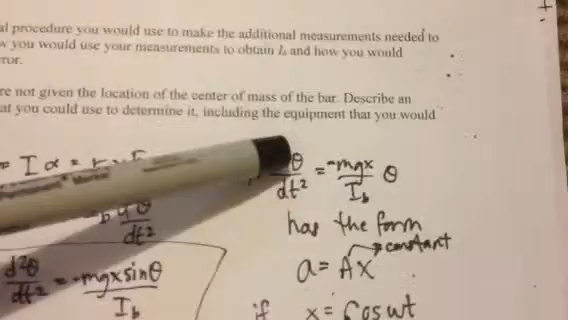 al procedure you would use to make the additional measurements needed to
w you would use your measurements to obtain I_b and how you would
ror.
re not given the location of the center of mass of the bar. Describe an
at you could use to determine it, including the equipment that you would
= Iα =
θ/dt² = -mgx/I_b θ
dθ/dt²
has the form
→ constant
a = Ax
d²θ/dt² = -mgx sinθ/I_b
if x = Cos wt